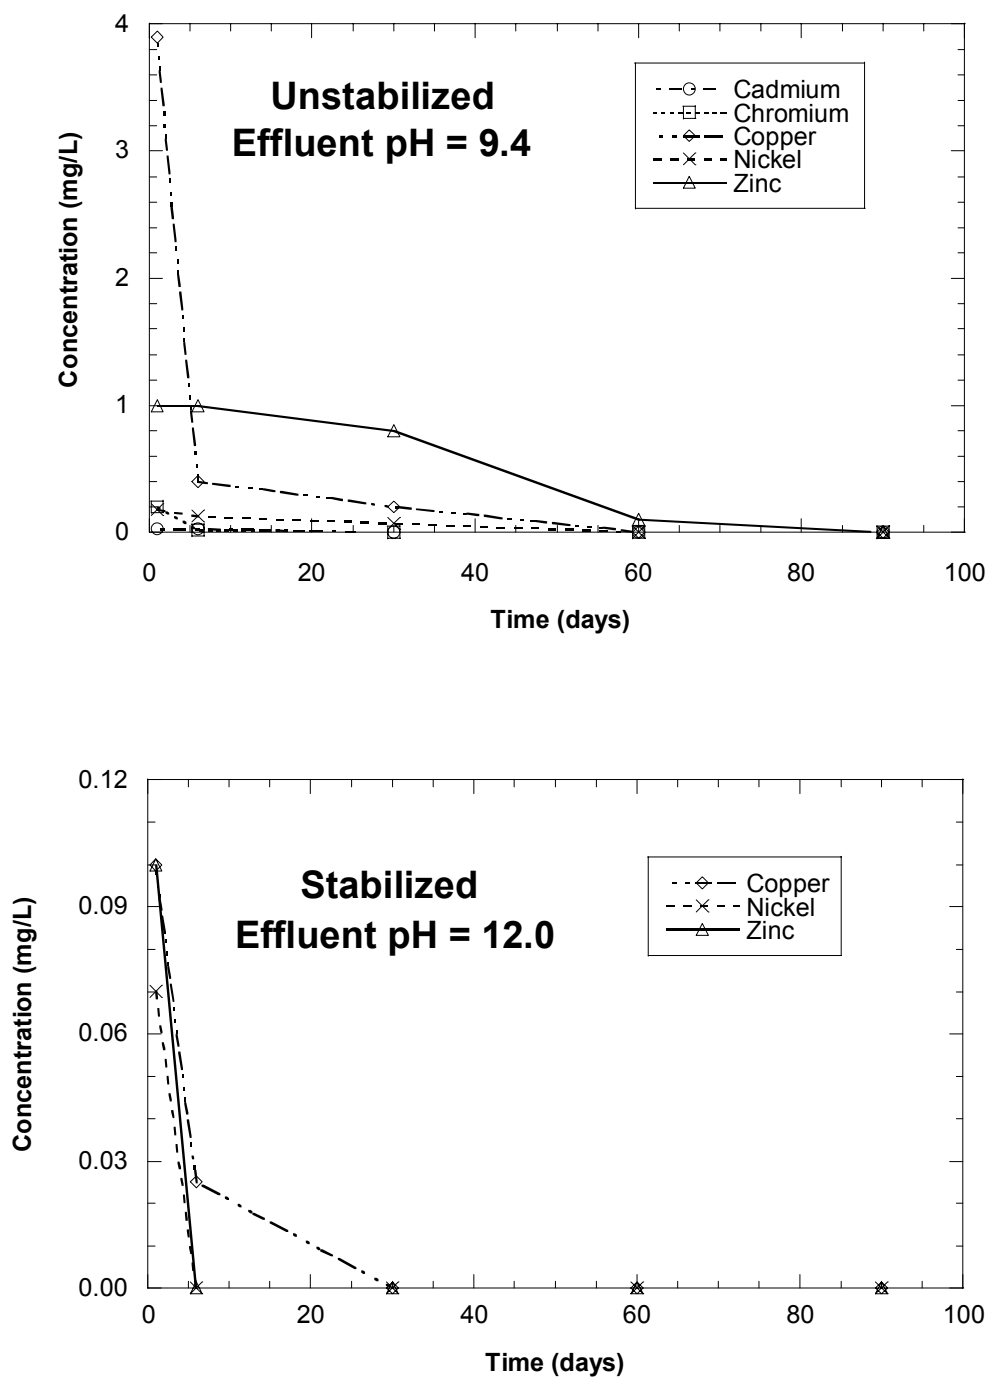 Unstabilized
Effluent pH = 9.4
Cadmium
Chromium
Copper
Nickel
Zinc
Concentration (mg/L)
4
3
2
1
0
0 20 40 60 80 100
Time (days)
Stabilized
Effluent pH = 12.0
Copper
Nickel
Zinc
Concentration (mg/L)
0.12
0.09
0.06
0.03
0.00
0 20 40 60 80 100
Time (days)